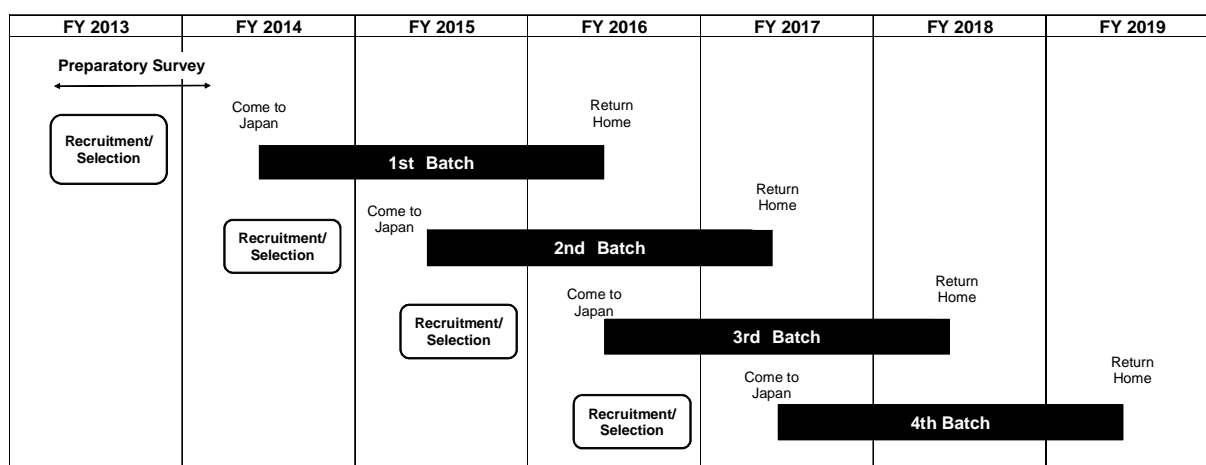 FY 2013 FY 2014 FY 2015 FY 2016 FY 2017 FY 2018 FY 2019
Preparatory Survey
Come to
Japan
Return
Home
Recruitment/
Selection
1st Batch
Come to
Japan
Return
Home
Recruitment/
Selection
2nd Batch
Come to
Japan
Return
Home
Recruitment/
Selection
3rd Batch
Come to
Japan
Return
Home
Recruitment/
Selection
4th Batch